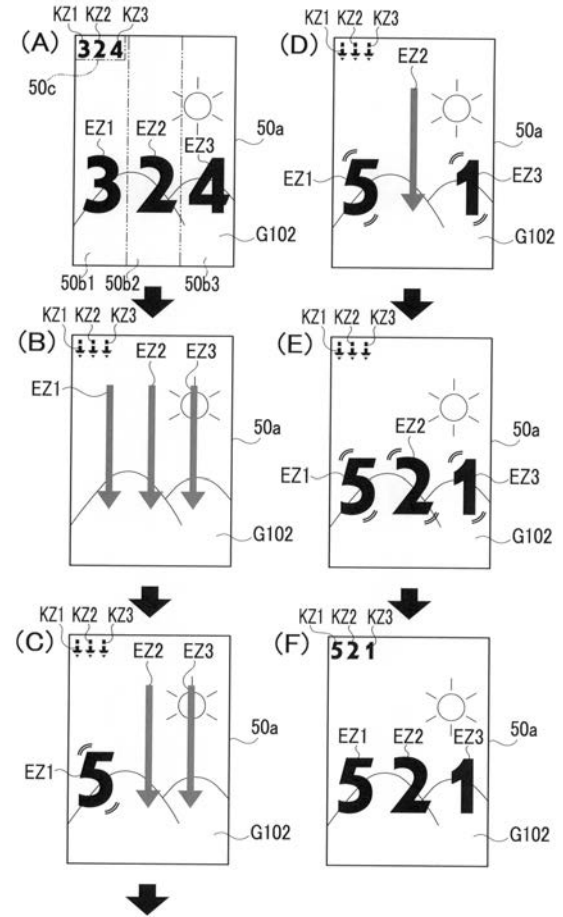 (A)
KZ1 KZ2 KZ3
324
50c
EZ1 EZ2 EZ3
324
50a
G102
50b1 50b2 50b3
(B)
KZ1 KZ2 KZ3
EZ1 EZ2 EZ3
50a
G102
(C)
KZ1 KZ2 KZ3
EZ2 EZ3
50a
EZ1 5
G102
(D)
KZ1 KZ2 KZ3
EZ2
50a
EZ1 5 1 EZ3
G102
(E)
KZ1 KZ2 KZ3
EZ2
50a
EZ1 521 EZ3
G102
(F)
KZ1 KZ2 KZ3
521
EZ1 EZ2 EZ3
50a
521
G102